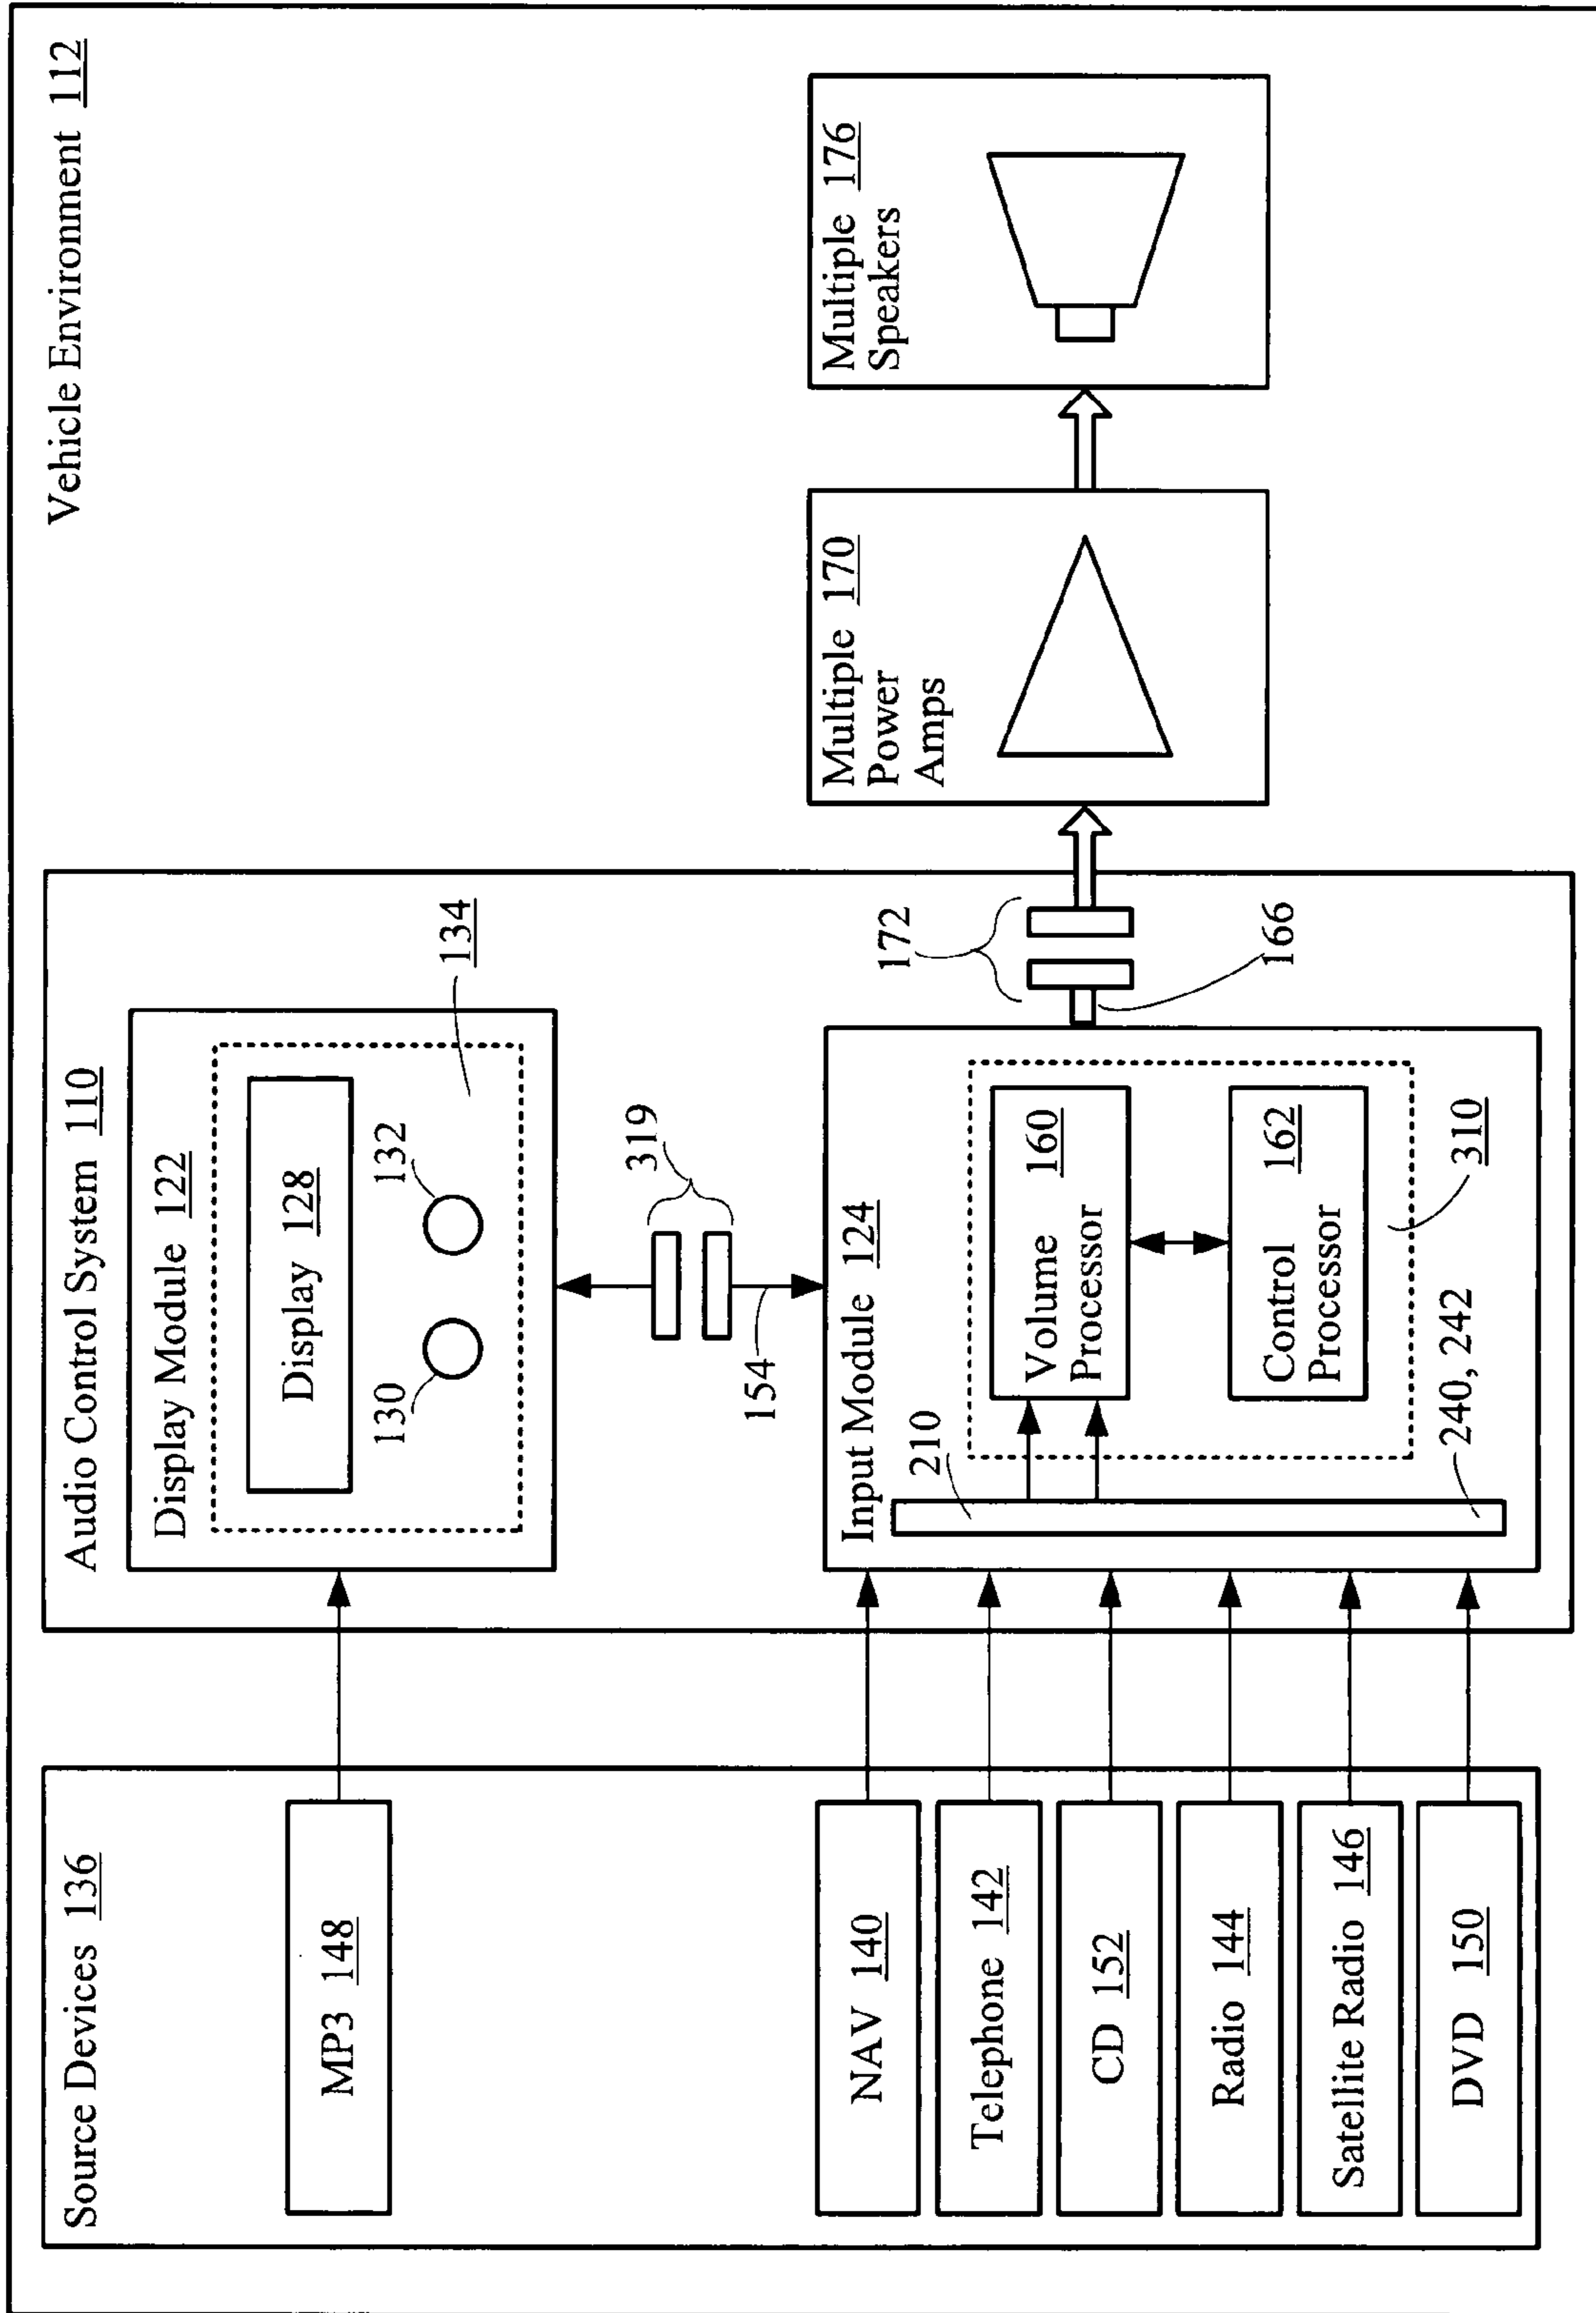 Vehicle Environment 112
Source Devices 136
MP3 148
NAV 140
Telephone 142
CD 152
Radio 144
Satellite Radio 146
DVD 150
Audio Control System 110
Display Module 122
Display 128
130
132
134
319
154
Input Module 124
210
Volume 160
Processor
Control 162
Processor
310
240, 242
172
166
Multiple 170
Power
Amps
Multiple 176
Speakers